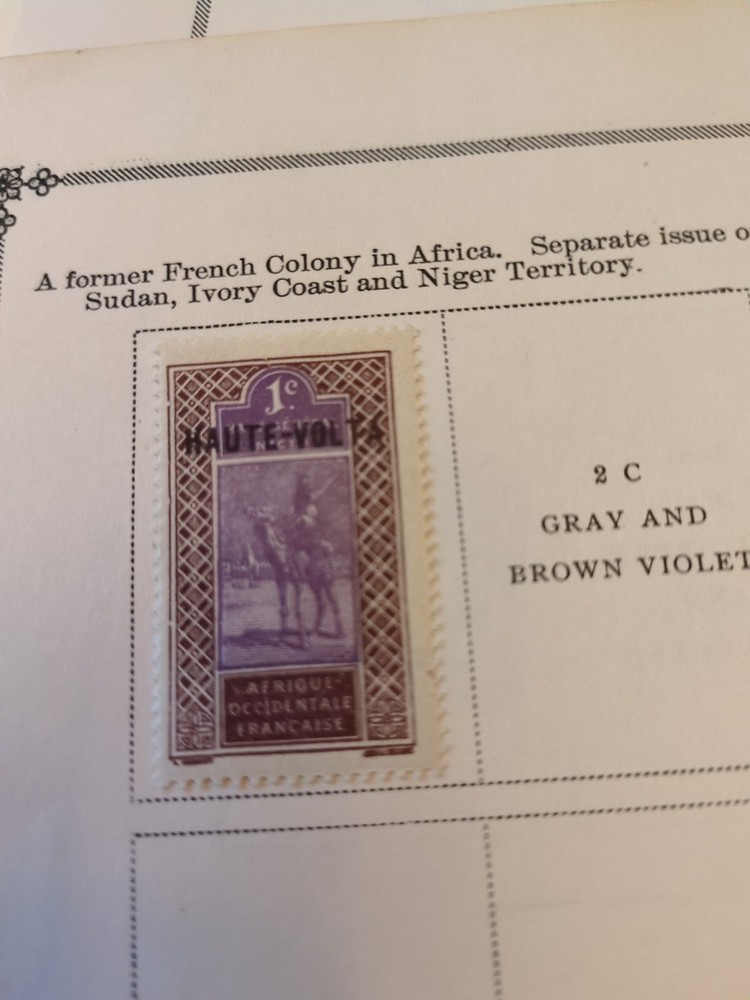 A former French Colony in Africa. Separate issue
Sudan, Ivory Coast and Niger Territory.
1c
HAUTE-VOLTA
AFRIQUE
OCCIDENTALE
FRANÇAISE
2 C
GRAY AND
BROWN VIOLET